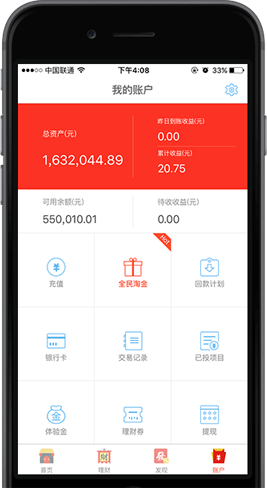 中国联通 下午4:08 33%
我的账户
总资产(元)
1,632,044.89
昨日到账收益(元)
0.00
累计收益(元)
20.75
可用余额(元) 待收收益(元)
550,010.01 0.00
Hot
充值 全民淘金 回款计划
银行卡 交易记录 已投项目
体验金 理财券 提现
首页 理财 发现 账户